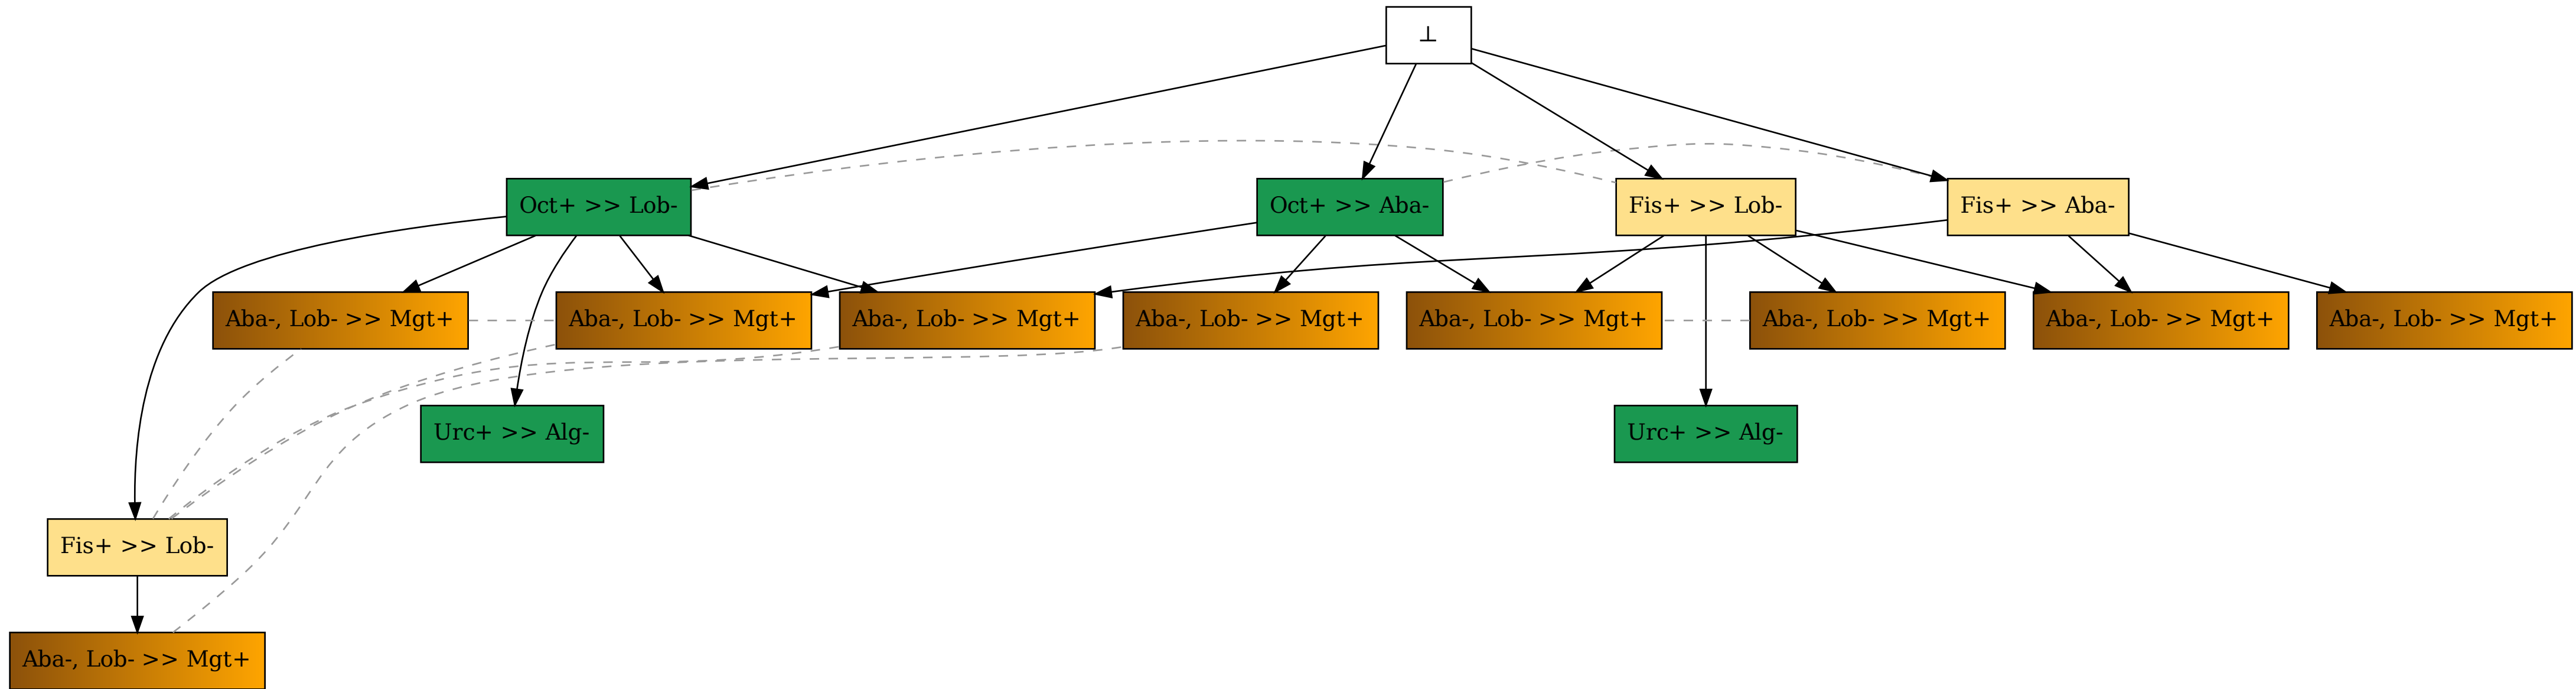 ⊥
Oct+ >> Lob-
Oct+ >> Aba-
Fis+ >> Lob-
Fis+ >> Aba-
Aba-, Lob- >> Mgt+
Aba-, Lob- >> Mgt+
Aba-, Lob- >> Mgt+
Aba-, Lob- >> Mgt+
Aba-, Lob- >> Mgt+
Aba-, Lob- >> Mgt+
Aba-, Lob- >> Mgt+
Aba-, Lob- >> Mgt+
Urc+ >> Alg-
Urc+ >> Alg-
Fis+ >> Lob-
Aba-, Lob- >> Mgt+